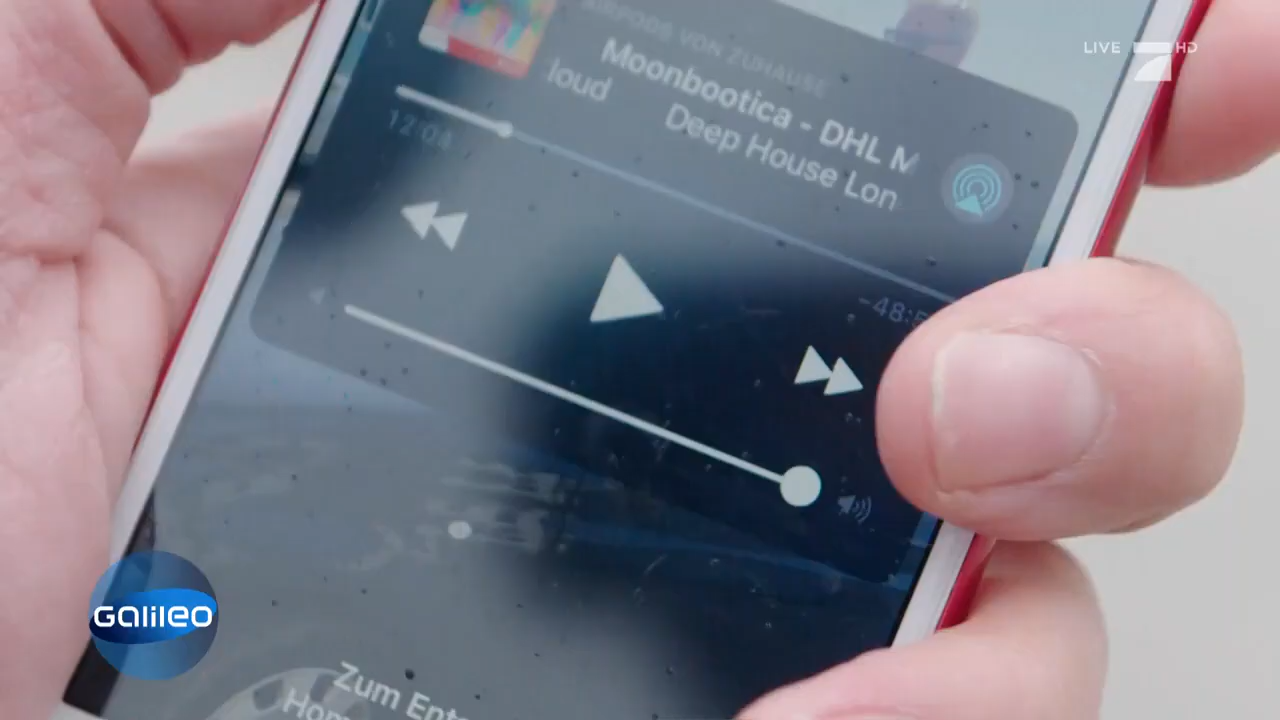 LIVE 7 HD
AIRPODS VON ZUHAUSE
Moonbootica - DHL M
loud Deep House Lon
12:04
-48:5
Galileo
Zum Ent
Hom